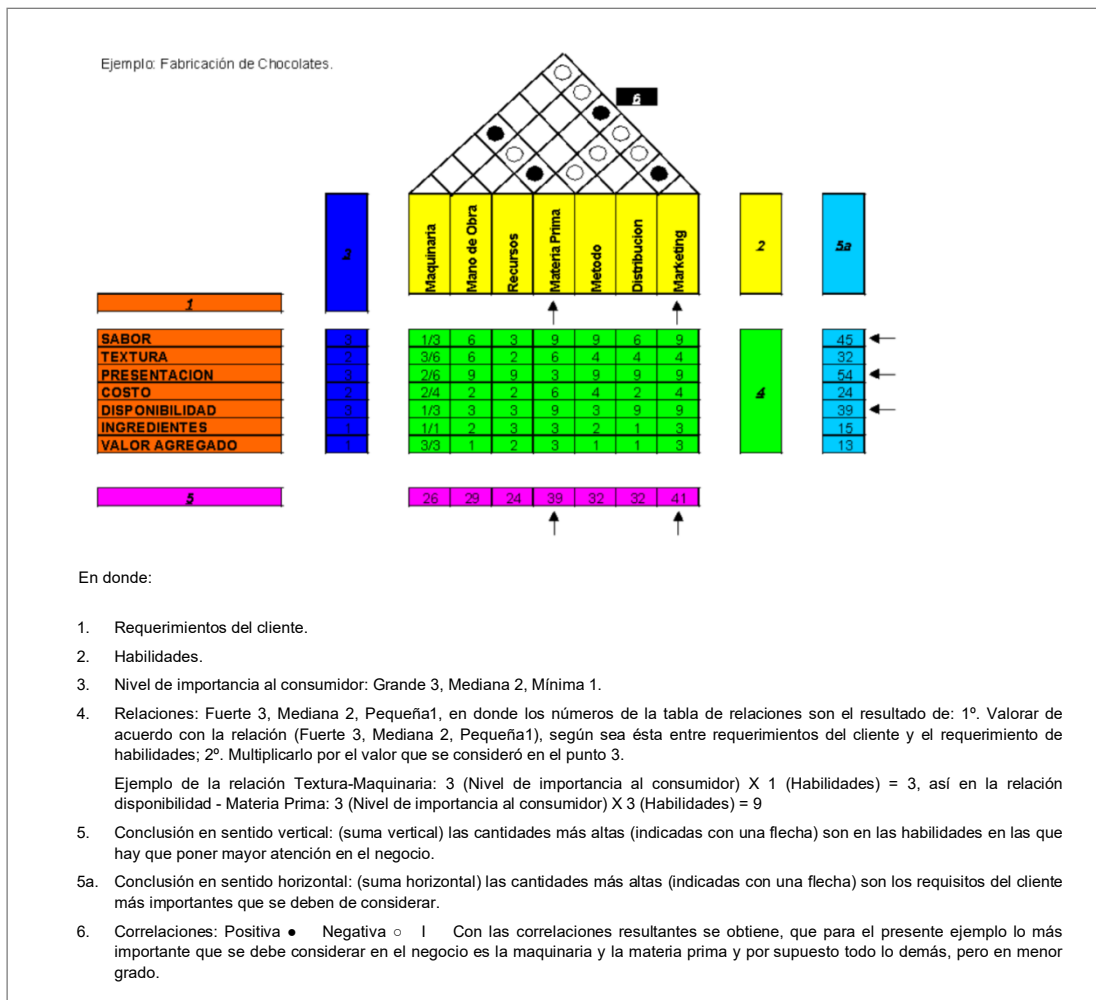 Ejemplo: Fabricación de Chocolates.
6
Maquinaria
Mano de Obra
Recursos
Materia Prima
Metodo
Distribucion
Marketing
2
5a
1
SABOR 3 1/3 6 3 9 9 6 9 45
TEXTURA 2 3/6 6 2 6 4 4 4 32
PRESENTACION 3 2/6 9 9 3 9 9 9 54
COSTO 2 2/4 2 2 6 4 2 4 4 24
DISPONIBILIDAD 3 1/3 3 3 9 3 9 9 39
INGREDIENTES 1 1/1 2 3 3 2 1 3 15
VALOR AGREGADO 1 3/3 1 2 3 1 1 3 13
5 26 29 24 39 32 32 41
En donde:
1. Requerimientos del cliente.
2. Habilidades.
3. Nivel de importancia al consumidor: Grande 3, Mediana 2, Mínima 1.
4. Relaciones: Fuerte 3, Mediana 2, Pequeña1, en donde los números de la tabla de relaciones son el resultado de: 1º. Valorar de
acuerdo con la relación (Fuerte 3, Mediana 2, Pequeña1), según sea ésta entre requerimientos del cliente y el requerimiento de
habilidades; 2º. Multiplicarlo por el valor que se consideró en el punto 3.
Ejemplo de la relación Textura-Maquinaria: 3 (Nivel de importancia al consumidor) X 1 (Habilidades) = 3, así en la relación
disponibilidad - Materia Prima: 3 (Nivel de importancia al consumidor) X 3 (Habilidades) = 9
5. Conclusión en sentido vertical: (suma vertical) las cantidades más altas (indicadas con una flecha) son en las habilidades en las que
hay que poner mayor atención en el negocio.
5a. Conclusión en sentido horizontal: (suma horizontal) las cantidades más altas (indicadas con una flecha) son los requisitos del cliente
más importantes que se deben de considerar.
6. Correlaciones: Positiva ● Negativa ○ I Con las correlaciones resultantes se obtiene, que para el presente ejemplo lo más
importante que se debe considerar en el negocio es la maquinaria y la materia prima y por supuesto todo lo demás, pero en menor
grado.